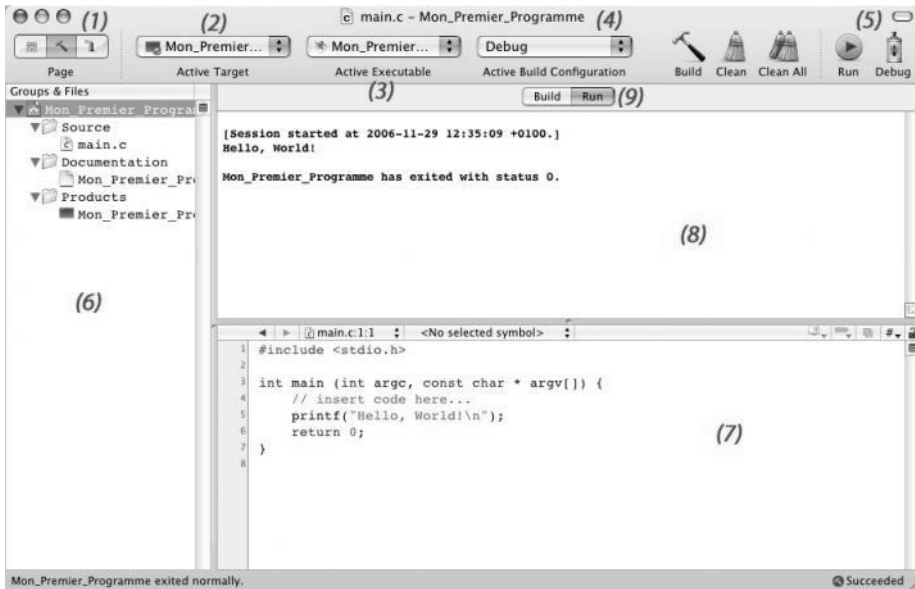 (1) (2) main.c – Mon_Premier_Programme (4) (5)
Mon_Premier... Mon_Premier... Debug
Page Active Target Active Executable Active Build Configuration Build Clean Clean All Run Debug
(3)
Groups & Files
Build Run (9)
Mon_Premier_Progra
Source
main.c
Documentation
Mon_Premier_Pr
Products
Mon_Premier_Pr
(6)
[Session started at 2006-11-29 12:35:09 +0100.]
Hello, World!
Mon_Premier_Programme has exited with status 0.
(8)
main.c:1:1 <No selected symbol> #
1 #include <stdio.h>
2
3 int main (int argc, const char * argv[]) {
4 // insert code here...
5 printf("Hello, World!\n");
6 return 0;
7 }
8
(7)
Mon_Premier_Programme exited normally. Succeeded